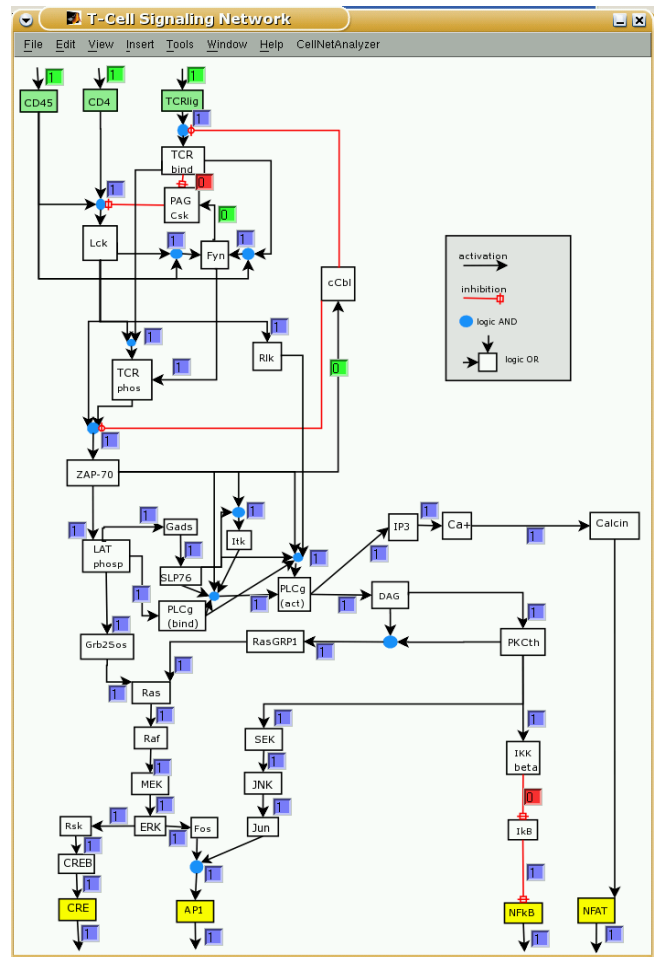 T-Cell Signaling Network
File Edit View Insert Tools Window Help CellNetAnalyzer
1 1 1
CD45 CD4 TCRlig
1
TCR
bind
0
1
PAG
Csk
0
Lck
1
1
Fyn
cCbl
activation
inhibition
logic AND
logic OR
1
1
Rlk
0
TCR
phos
1
1
ZAP-70
1
1
Gads
1
Itk
1
IP3
1
Ca+
1
Calcin
LAT
phosp
1
SLP76
1
1
1
PLCg
(bind)
1
PLCg
(act)
1
DAG
1
Grb2Sos
RasGRP1
1
PKCth
1
Ras
1
1
1
Raf
SEK
IKK
beta
1
1
MEK
JNK
0
1
1
Rsk
1
ERK
1
Fos
Jun
IkB
1
CREB
1
1
1
CRE
AP1
NFkB
NFAT
1
1
1
1